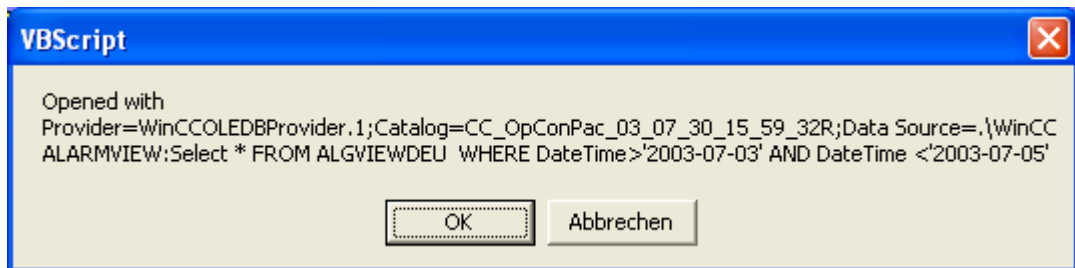 VBScript
Opened with
Provider=WinCCOLEDBProvider.1;Catalog=CC_OpConPac_03_07_30_15_59_32R;Data Source=.\WinCC
ALARMVIEW:Select * FROM ALGVIEWDEU  WHERE DateTime>'2003-07-03' AND DateTime <'2003-07-05'
OK
Abbrechen